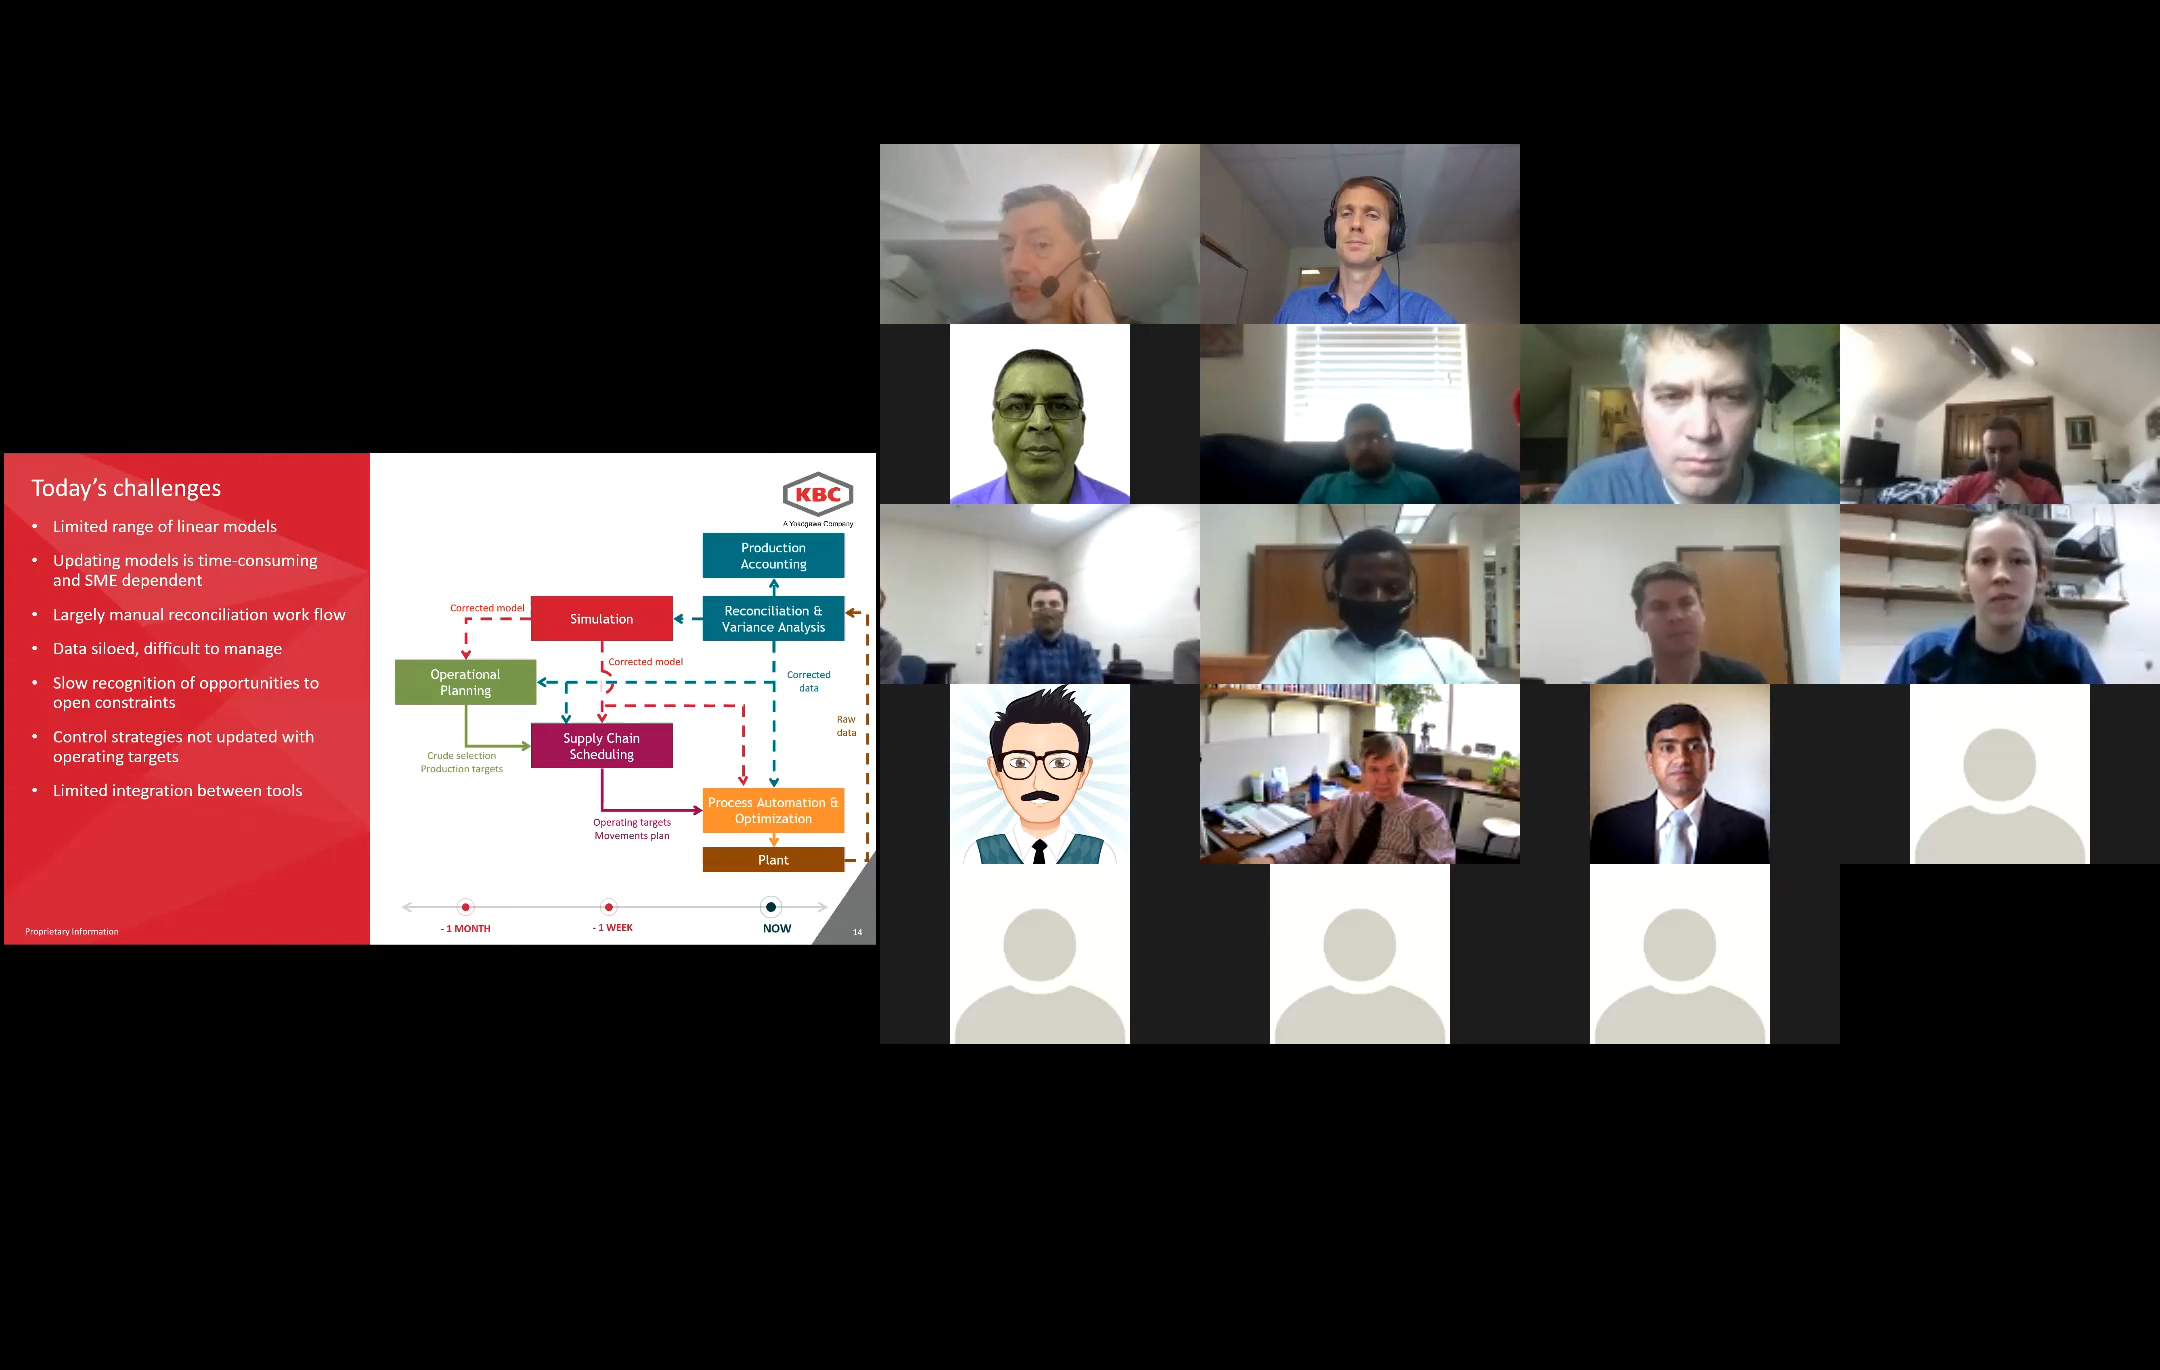 Today's challenges
• Limited range of linear models
• Updating models is time-consuming
and SME dependent
• Largely manual reconciliation work flow
• Data siloed, difficult to manage
• Slow recognition of opportunities to
open constraints
• Control strategies not updated with
operating targets
• Limited integration between tools
Proprietary Information
KBC
A Yokogawa Company
Production
Accounting
Corrected model
Simulation
Reconciliation &
Variance Analysis
Corrected model
Operational
Planning
Corrected
data
Raw
data
Supply Chain
Scheduling
Crude selection
Production targets
Process Automation &
Optimization
Operating targets
Movements plan
Plant
- 1 MONTH
- 1 WEEK
NOW
14